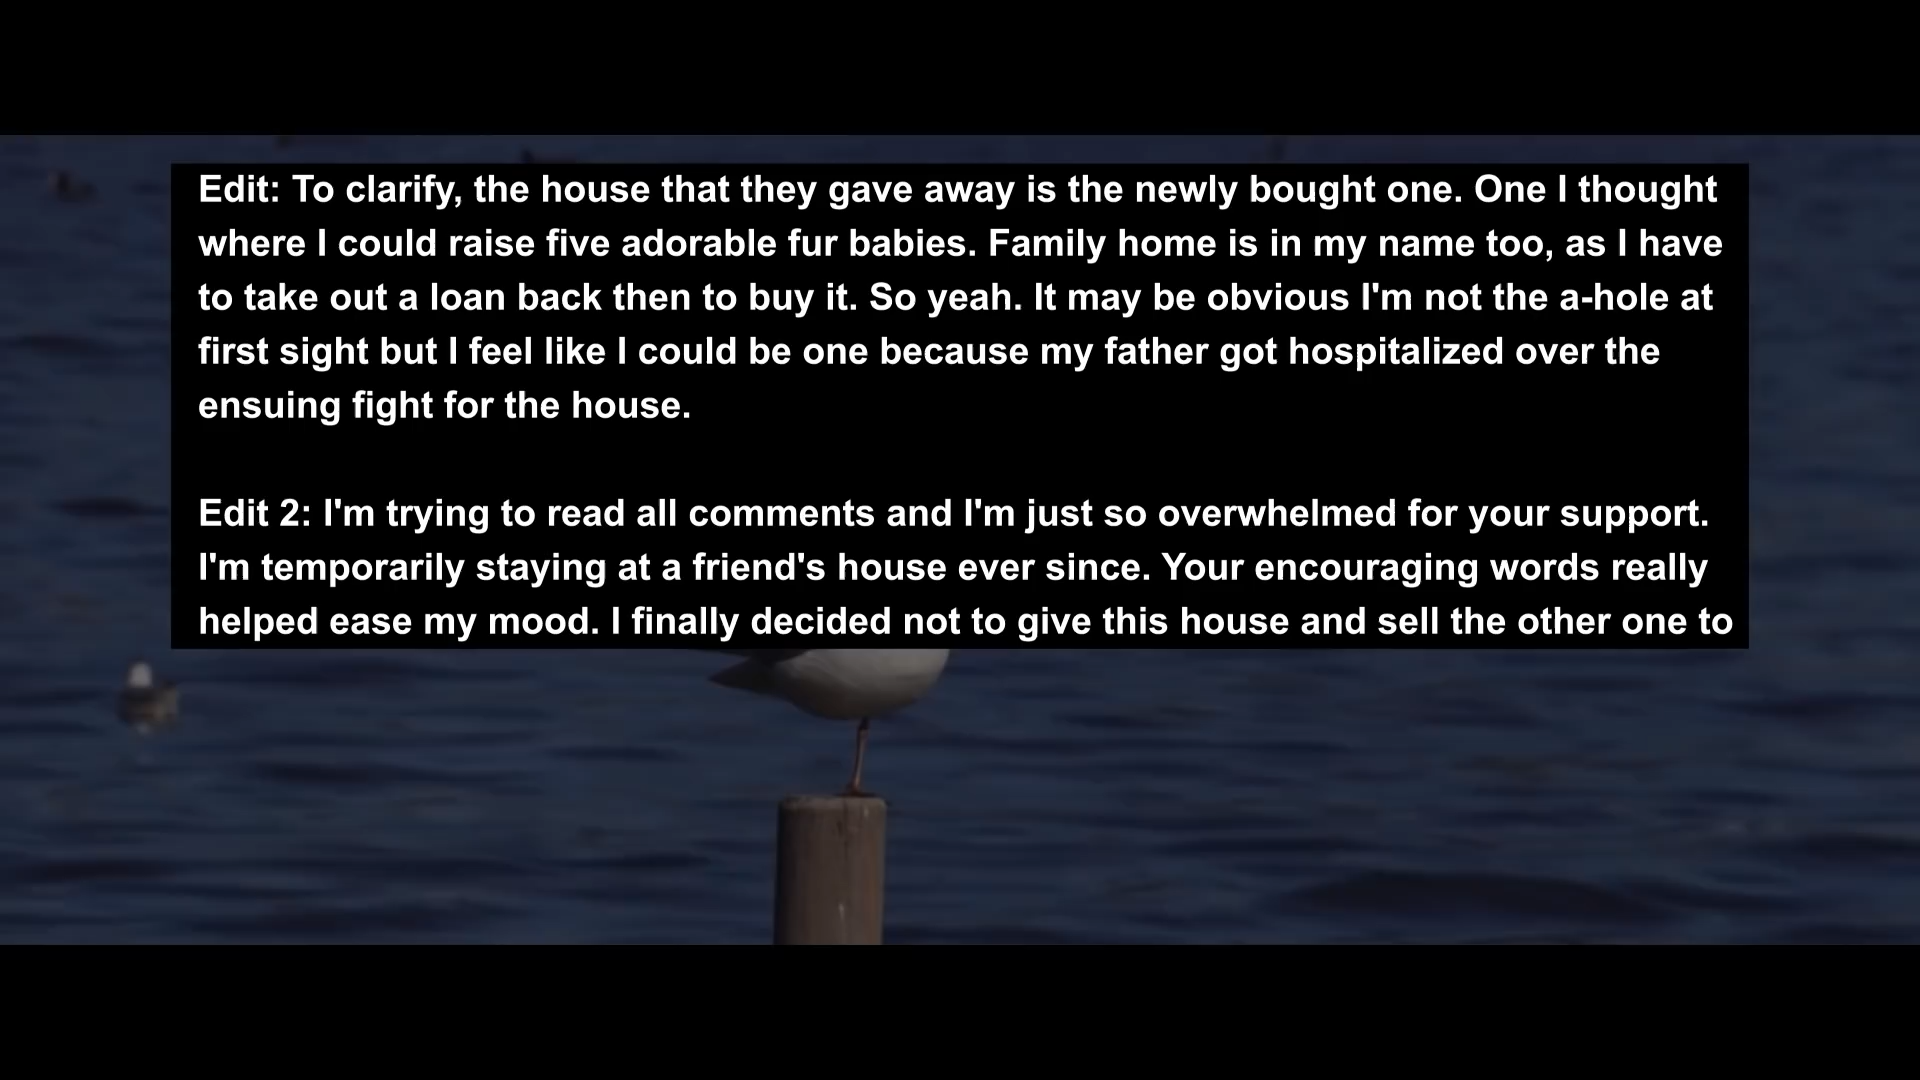 Edit: To clarify, the house that they gave away is the newly bought one. One I thought
where I could raise five adorable fur babies. Family home is in my name too, as I have
to take out a loan back then to buy it. So yeah. It may be obvious I'm not the a-hole at
first sight but I feel like I could be one because my father got hospitalized over the
ensuing fight for the house.
Edit 2: I'm trying to read all comments and I'm just so overwhelmed for your support.
I'm temporarily staying at a friend's house ever since. Your encouraging words really
helped ease my mood. I finally decided not to give this house and sell the other one to